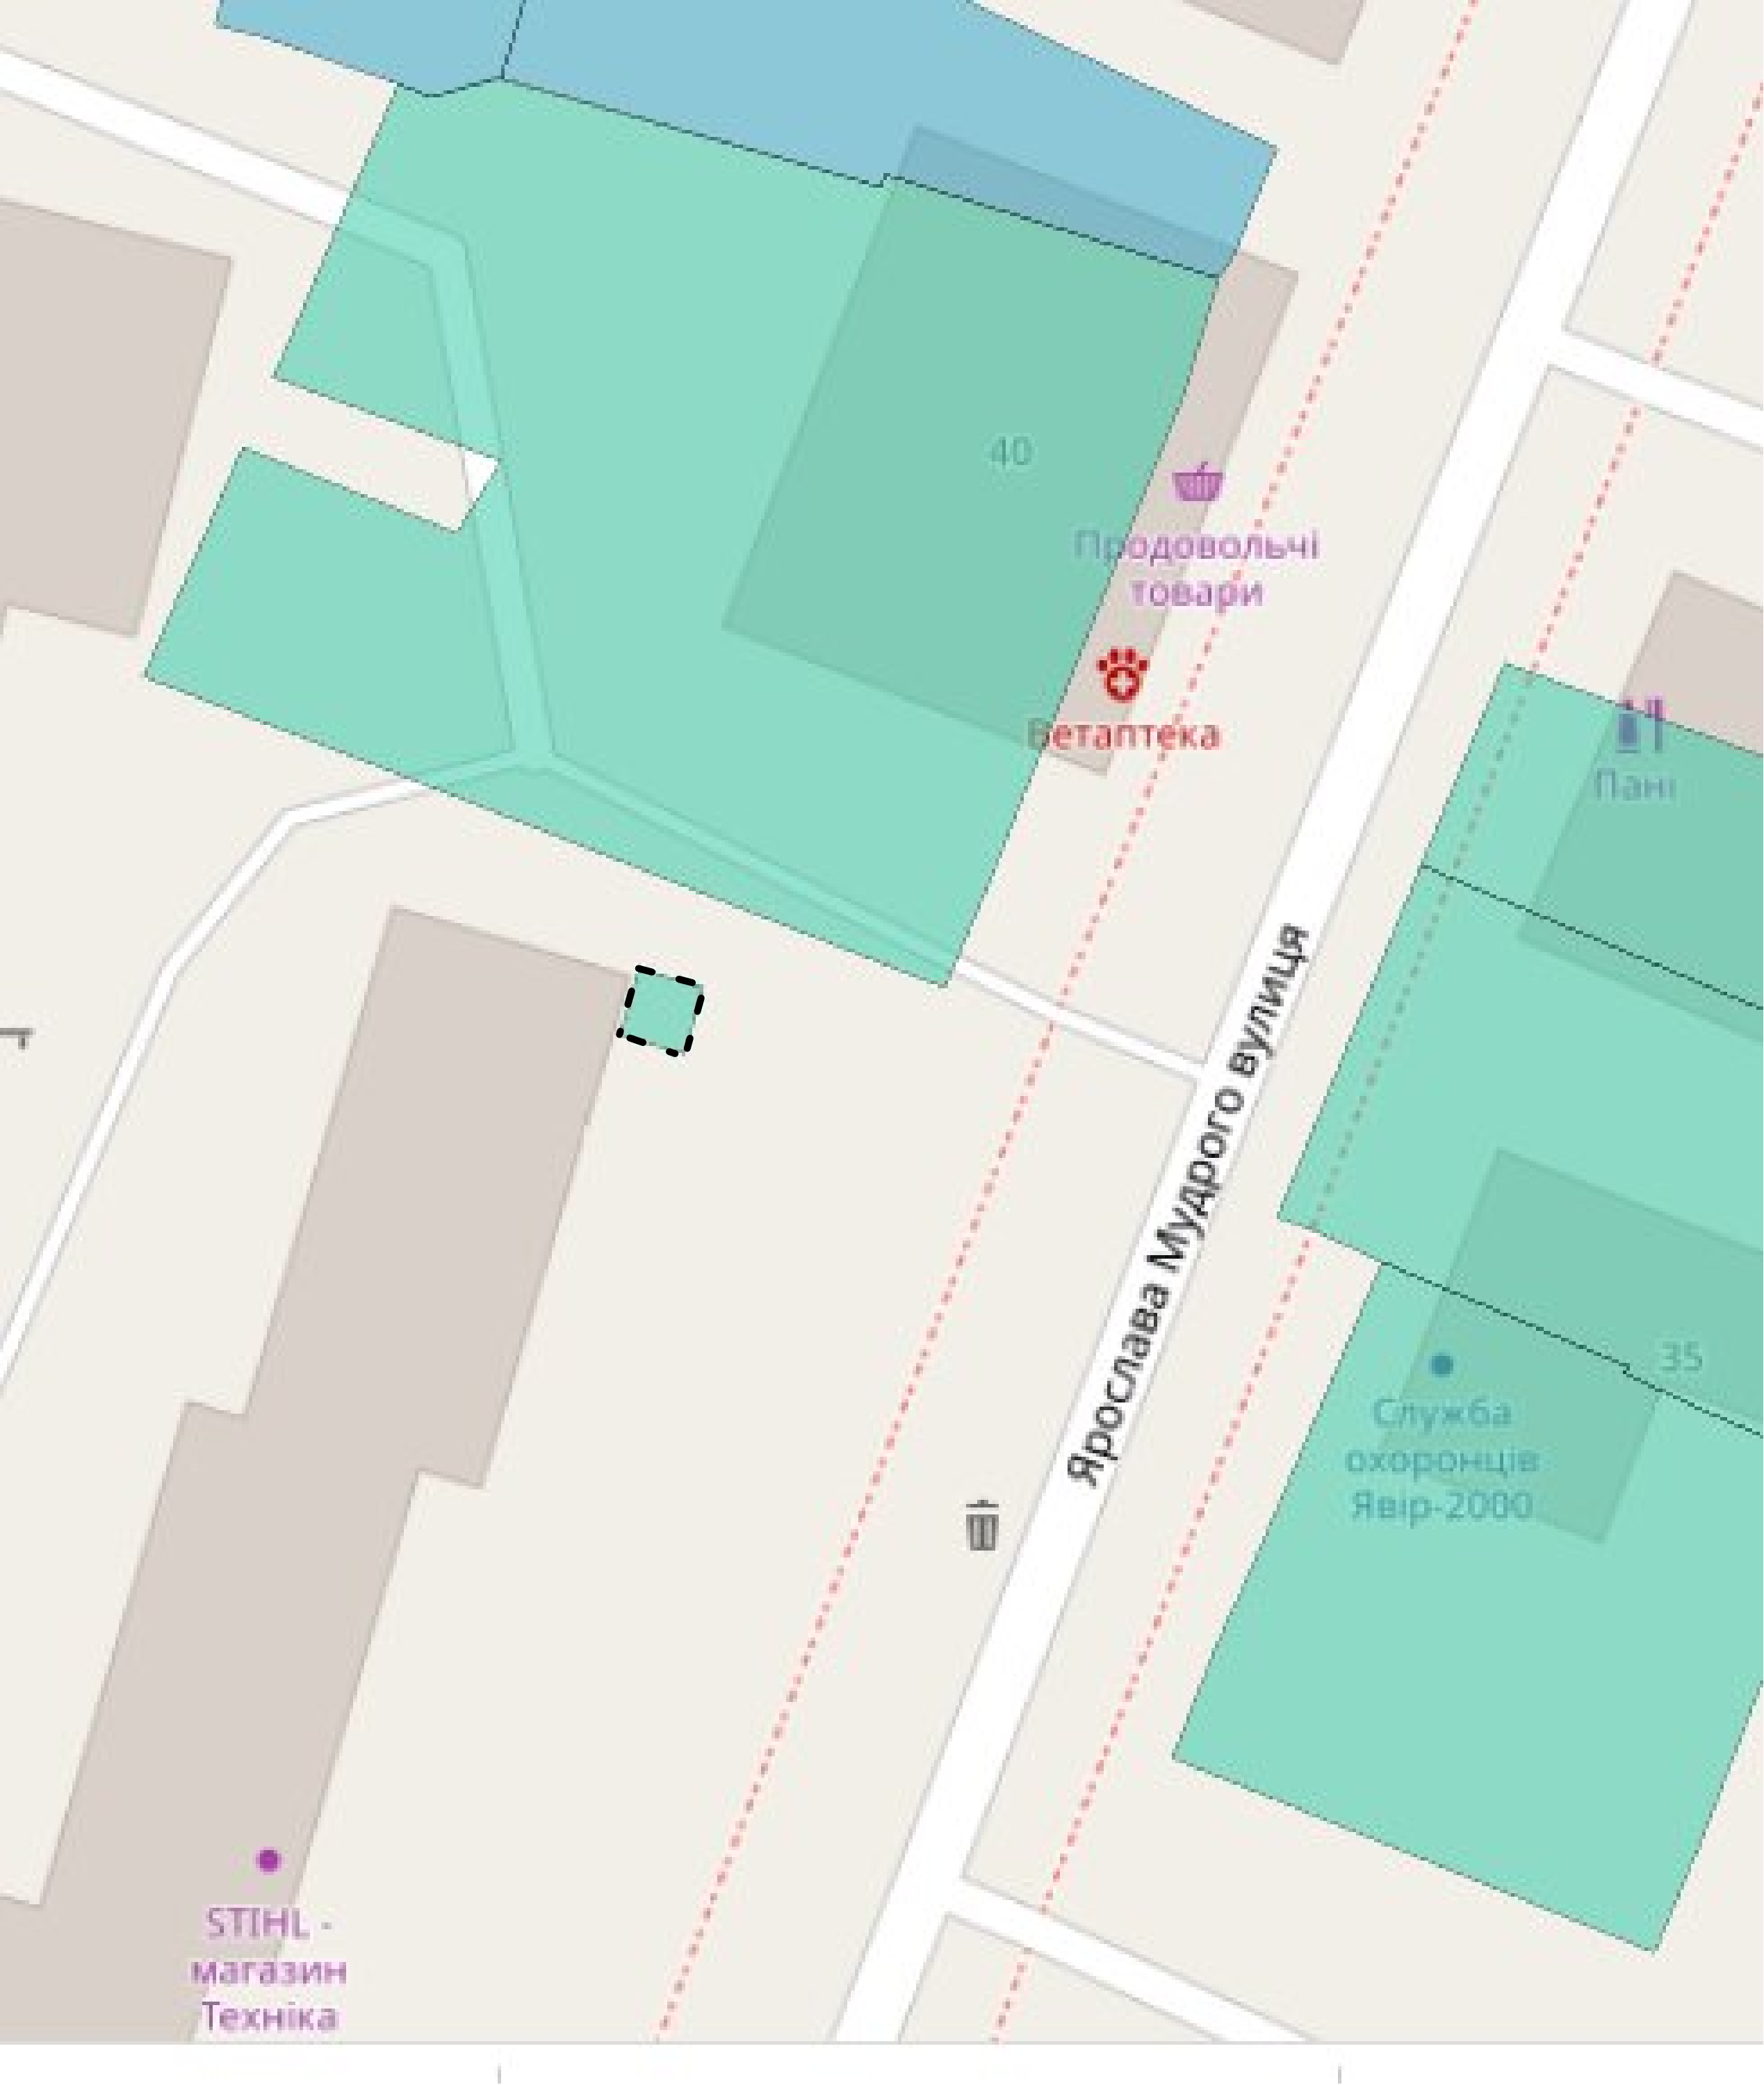 40
Продовольчі
товари
Ветаптека
Пані
Ярослава Мудрого вулиця
35
Служба
охоронців
Явір-2000
STIHL -
магазин
Техніка